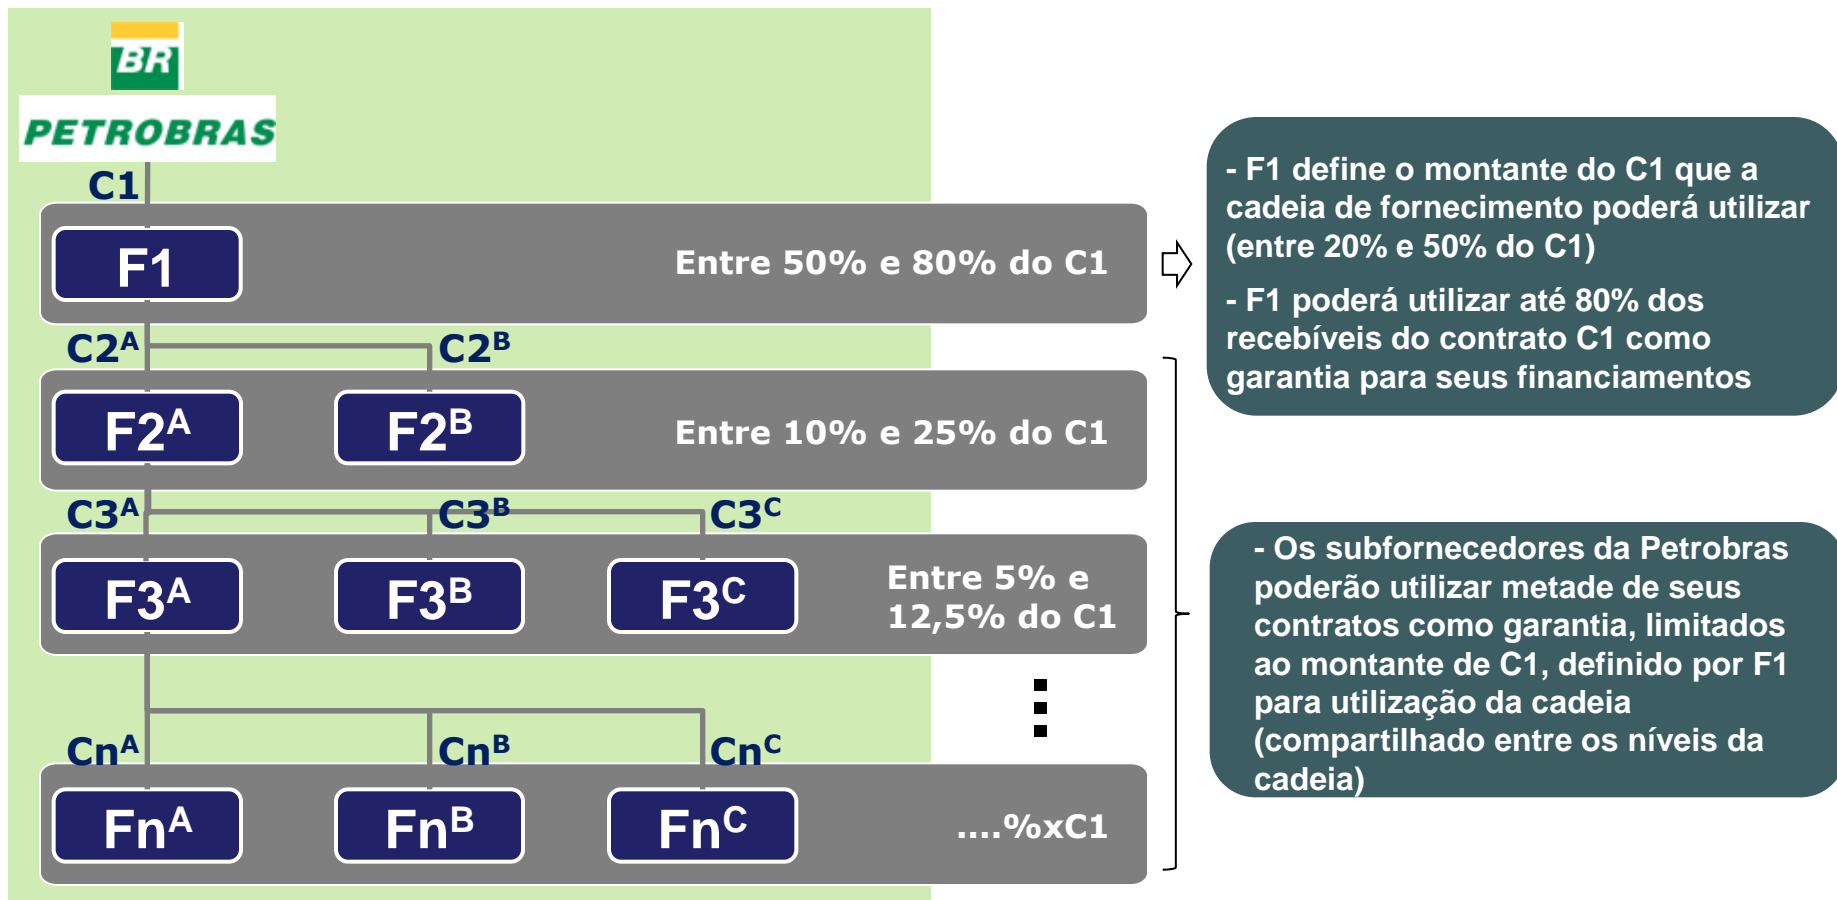 BR
PETROBRAS
C1
F1
Entre 50% e 80% do C1
- F1 define o montante do C1 que a
cadeia de fornecimento poderá utilizar
(entre 20% e 50% do C1)
- F1 poderá utilizar até 80% dos
recebíveis do contrato C1 como
garantia para seus financiamentos
C2ᴬ C2ᴮ
F2ᴬ F2ᴮ
Entre 10% e 25% do C1
C3ᴬ C3ᴮ C3ᶜ
F3ᴬ F3ᴮ F3ᶜ
Entre 5% e
12,5% do C1
- Os subfornecedores da Petrobras
poderão utilizar metade de seus
contratos como garantia, limitados
ao montante de C1, definido por F1
para utilização da cadeia
(compartilhado entre os níveis da
cadeia)
Cnᴬ Cnᴮ Cnᶜ
Fnᴬ Fnᴮ Fnᶜ
....%xC1